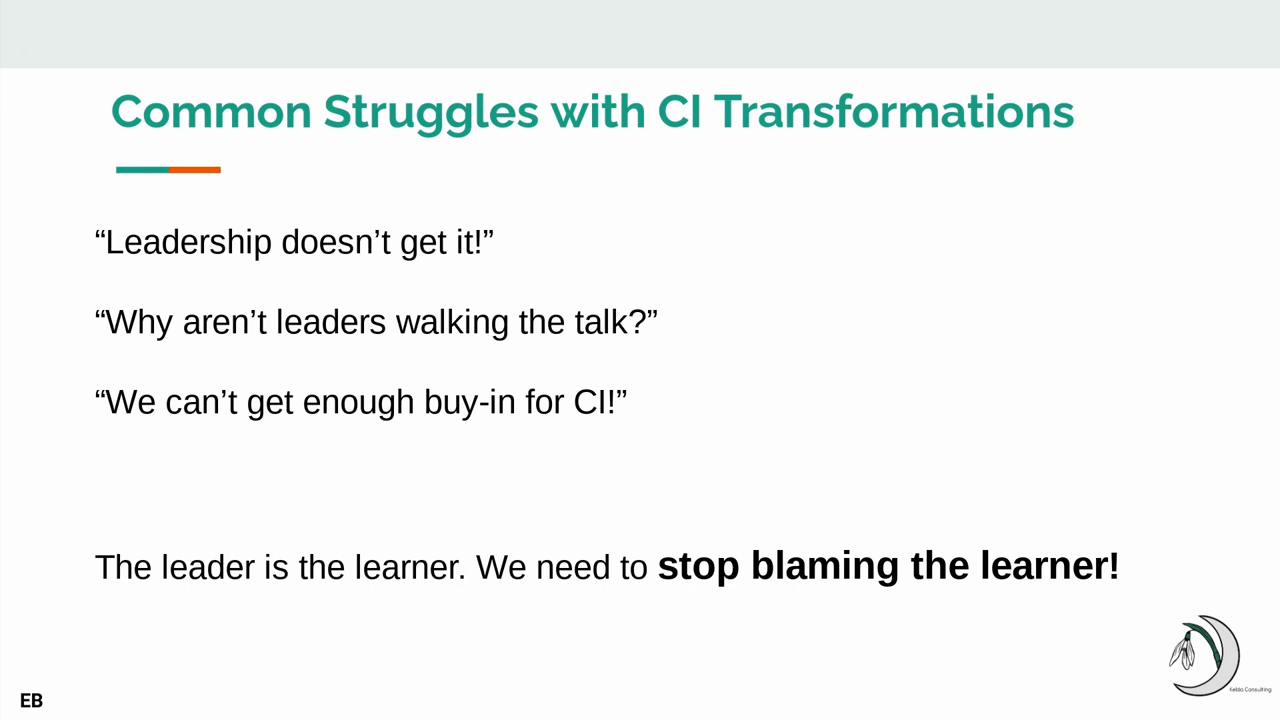 Common Struggles with CI Transformations
“Leadership doesn’t get it!”
“Why aren’t leaders walking the talk?”
“We can’t get enough buy-in for CI!”
The leader is the learner. We need to stop blaming the learner!
Consulting
EB